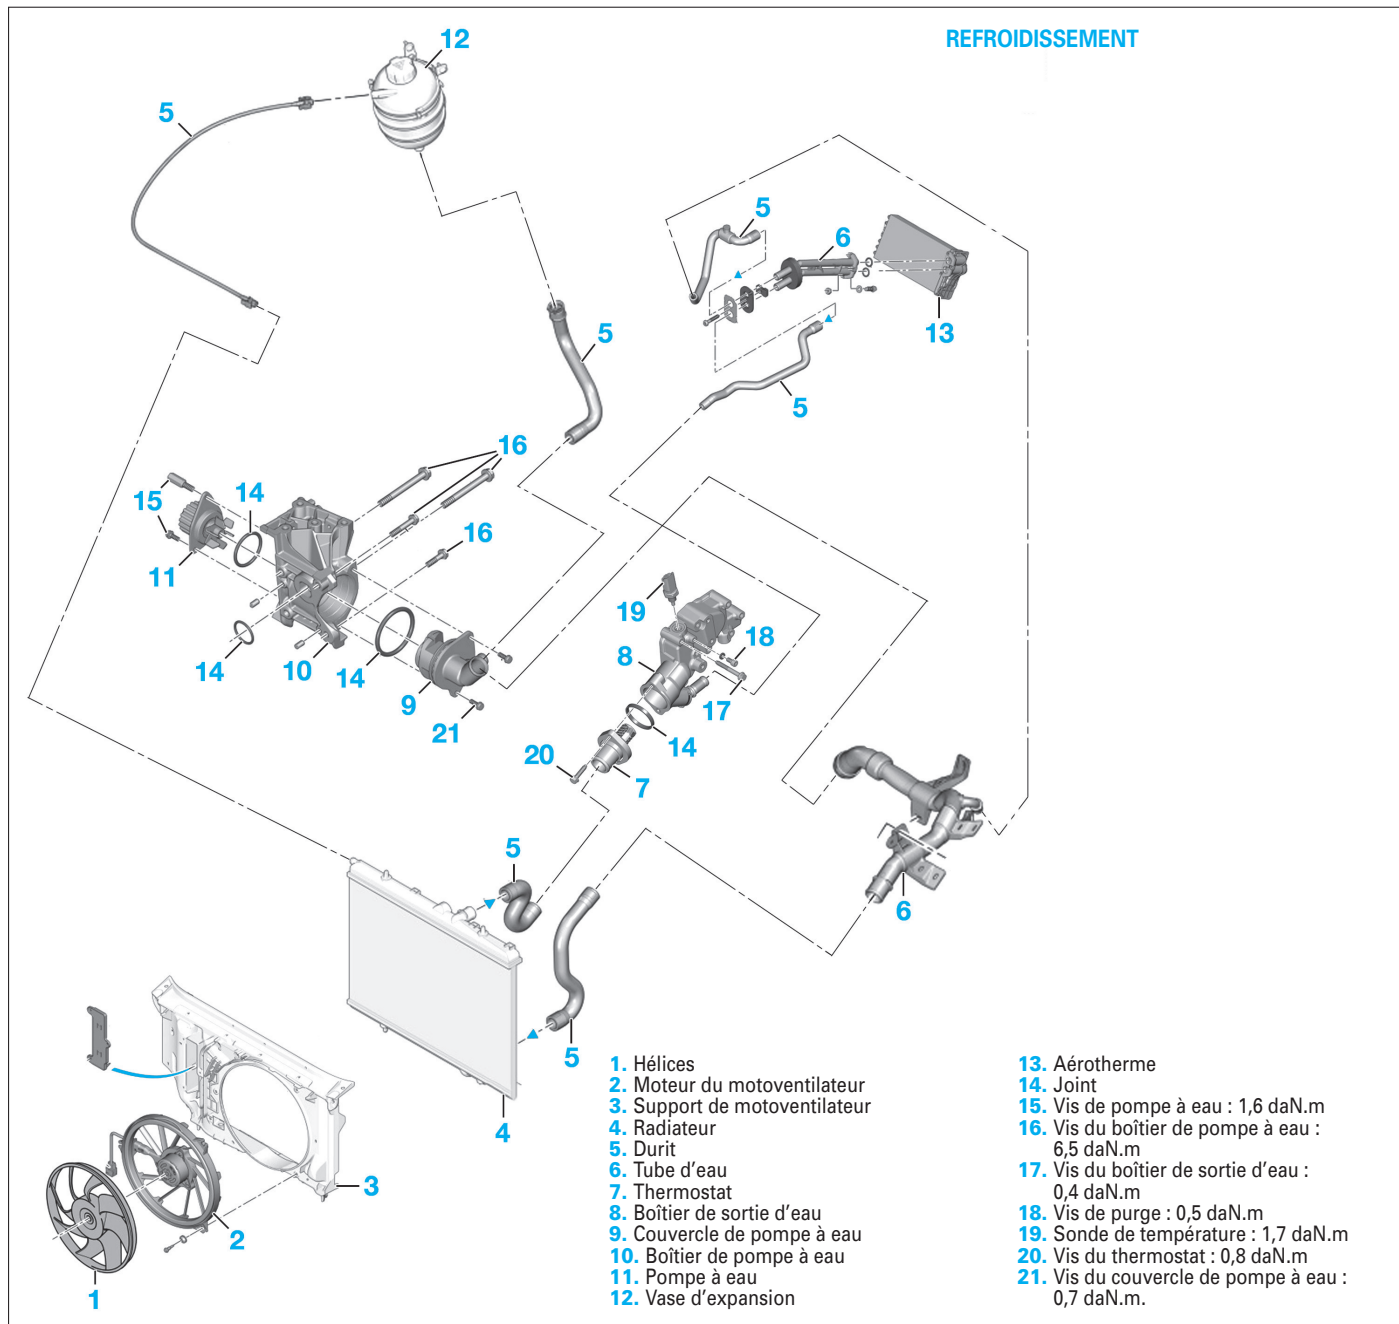 REFROIDISSEMENT
12
5
5
6
13
5
5
16
15
14
11
16
14
10
14
9
21
19
18
8
17
14
20
7
5
6
5
4
3
2
1
1. Hélices
2. Moteur du motoventilateur
3. Support de motoventilateur
4. Radiateur
5. Durit
6. Tube d'eau
7. Thermostat
8. Boîtier de sortie d'eau
9. Couvercle de pompe à eau
10. Boîtier de pompe à eau
11. Pompe à eau
12. Vase d'expansion
13. Aérotherme
14. Joint
15. Vis de pompe à eau : 1,6 daN.m
16. Vis du boîtier de pompe à eau :
6,5 daN.m
17. Vis du boîtier de sortie d'eau :
0,4 daN.m
18. Vis de purge : 0,5 daN.m
19. Sonde de température : 1,7 daN.m
20. Vis du thermostat : 0,8 daN.m
21. Vis du couvercle de pompe à eau :
0,7 daN.m.